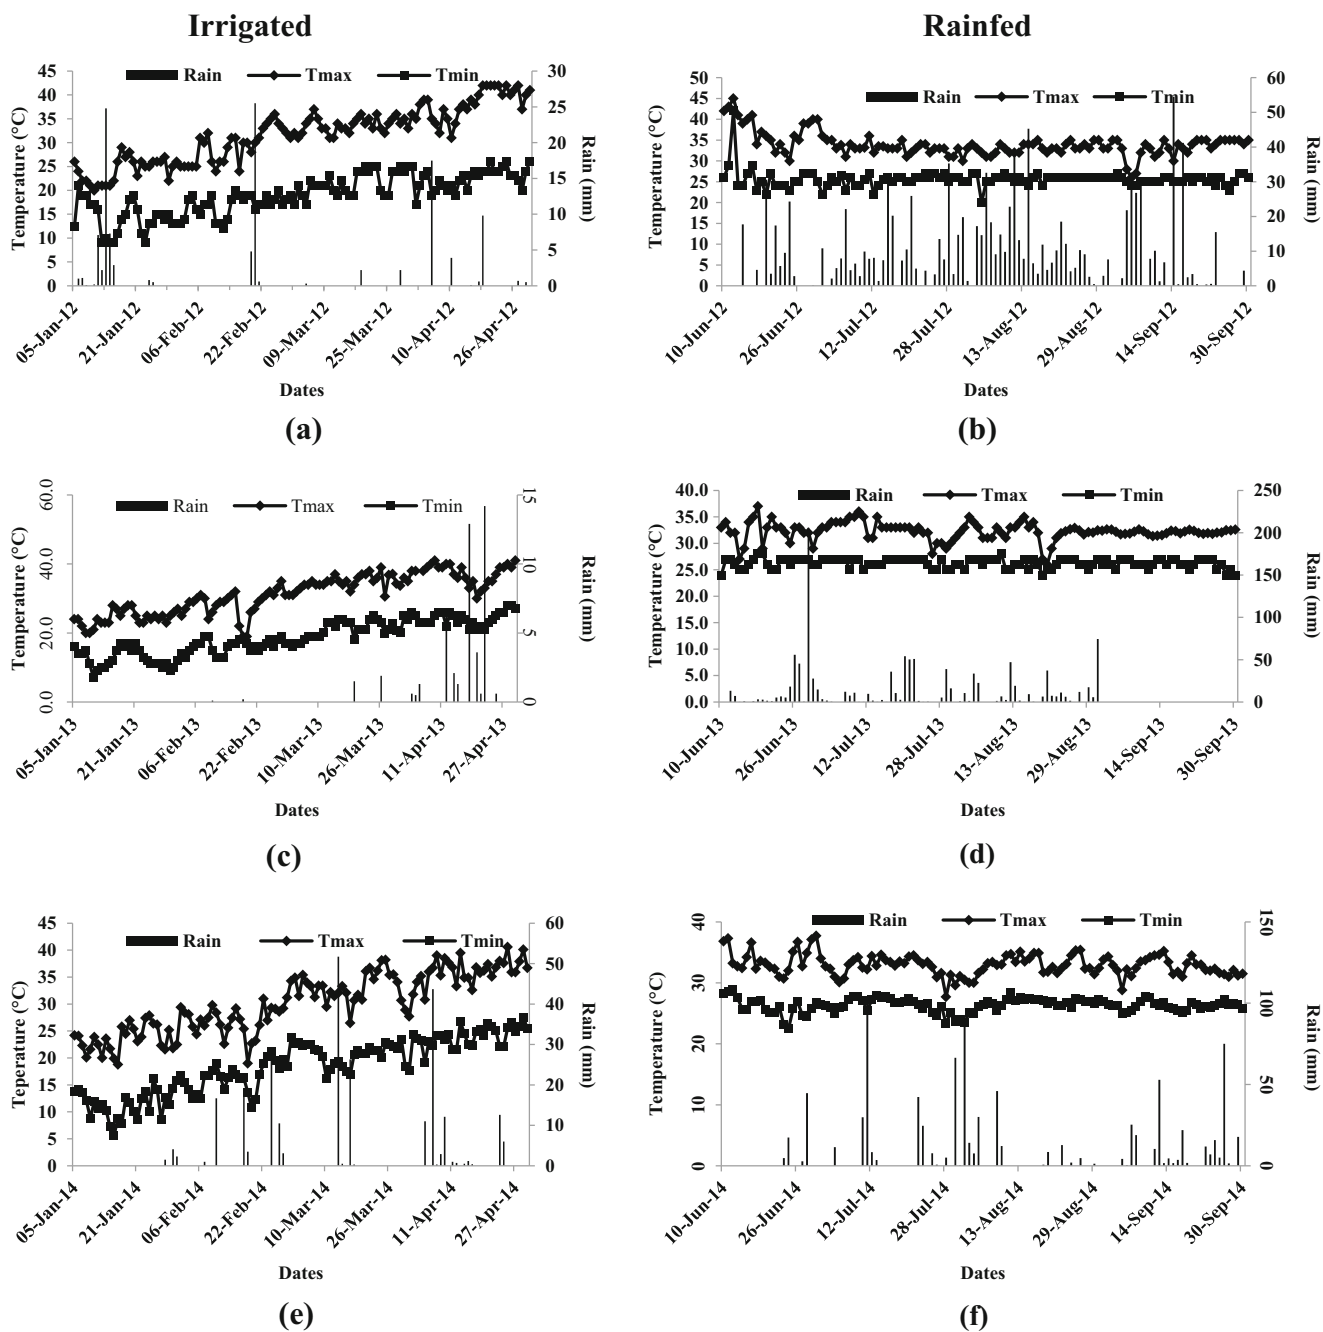 Irrigated
Rainfed
Rain Tmax Tmin
Temperature (°C)
45
40
35
30
25
20
15
10
5
0
30
25
20
15
10
5
0
Rain (mm)
05-Jan-12
21-Jan-12
06-Feb-12
22-Feb-12
09-Mar-12
25-Mar-12
10-Apr-12
26-Apr-12
Dates
(a)
Rain Tmax Tmin
Temperature (°C)
50
45
40
35
30
25
20
15
10
5
0
60
50
40
30
20
10
0
Rain (mm)
10-Jun-12
26-Jun-12
12-Jul-12
28-Jul-12
13-Aug-12
29-Aug-12
14-Sep-12
30-Sep-12
Dates
(b)
Rain Tmax Tmin
Temperature (°C)
60.0
40.0
20.0
0.0
15
10
5
0
Rain (mm)
05-Jan-13
21-Jan-13
06-Feb-13
22-Feb-13
10-Mar-13
26-Mar-13
11-Apr-13
27-Apr-13
Dates
(c)
Rain Tmax Tmin
Temperature (°C)
40.0
35.0
30.0
25.0
20.0
15.0
10.0
5.0
0.0
250
200
150
100
50
0
Rain (mm)
10-Jun-13
26-Jun-13
12-Jul-13
28-Jul-13
13-Aug-13
29-Aug-13
14-Sep-13
30-Sep-13
Dates
(d)
Rain Tmax Tmin
Teperature (°C)
45
40
35
30
25
20
15
10
5
0
60
50
40
30
20
10
0
Rain (mm)
05-Jan-14
21-Jan-14
06-Feb-14
22-Feb-14
10-Mar-14
26-Mar-14
11-Apr-14
27-Apr-14
Dates
(e)
Rain Tmax Tmin
Temperature (°C)
40
30
20
10
0
150
100
50
0
Rain (mm)
10-Jun-14
26-Jun-14
12-Jul-14
28-Jul-14
13-Aug-14
29-Aug-14
14-Sep-14
30-Sep-14
Dates
(f)